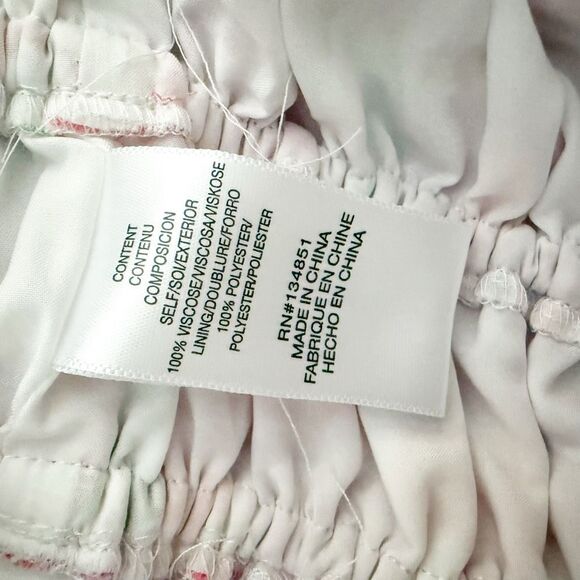 CONTENT
CONTENU
COMPOSICION
SELF/SOI/EXTERIOR
100% VISCOSE/VISCOSA/VISKOSE
LINING/DOUBLURE/FORRO
100% POLYESTER/
POLYESTER/POLIESTER
RN#134851
MADE IN CHINA
FABRIQUE EN CHINE
HECHO EN CHINA